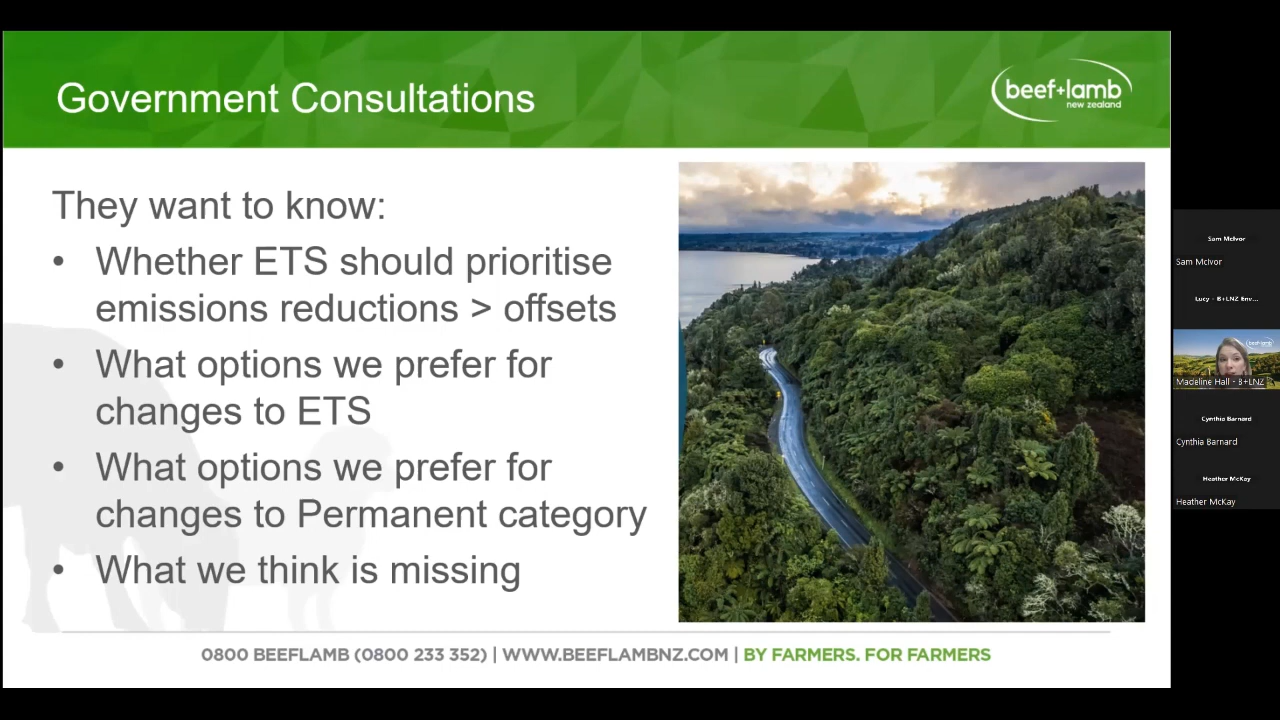 Government Consultations
beef+lamb
new zealand
They want to know:
• Whether ETS should prioritise
emissions reductions > offsets
• What options we prefer for
changes to ETS
• What options we prefer for
changes to Permanent category
• What we think is missing
0800 BEEFLAMB (0800 233 352) | WWW.BEEFLAMBNZ.COM | BY FARMERS. FOR FARMERS
Sam McIvor
Sam McIvor
Lucy - B+LNZ Env...
beef+lamb
Madeline Hall - B+LNZ
Cynthia Barnard
Cynthia Barnard
Heather McKay
Heather McKay